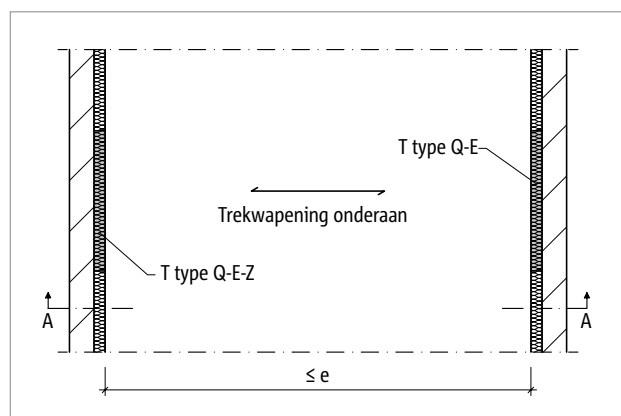 T type Q-E
Trekwapening onderaan
T type Q-E-Z
A
A
≤ e